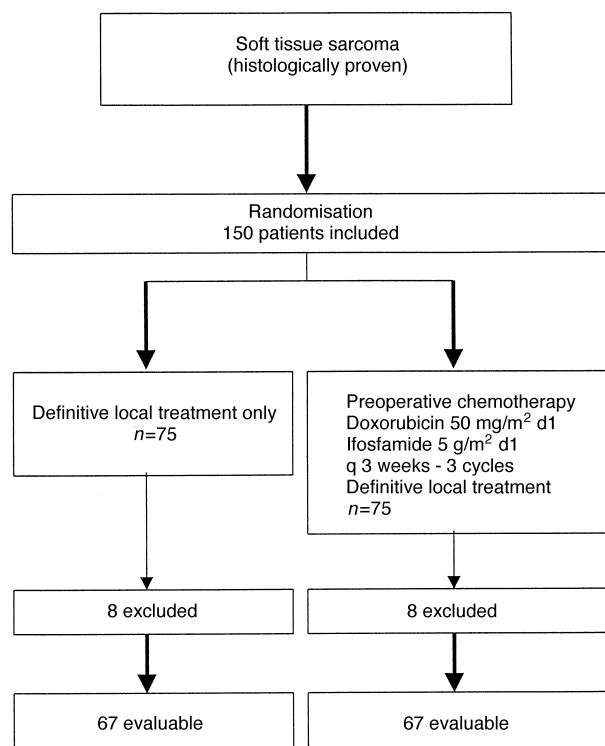 Soft tissue sarcoma
(histologically proven)
Randomisation
150 patients included
Definitive local treatment only
n=75
Preoperative chemotherapy
Doxorubicin 50 mg/m² d1
Ifosfamide 5 g/m² d1
q 3 weeks - 3 cycles
Definitive local treatment
n=75
8 excluded
8 excluded
67 evaluable
67 evaluable